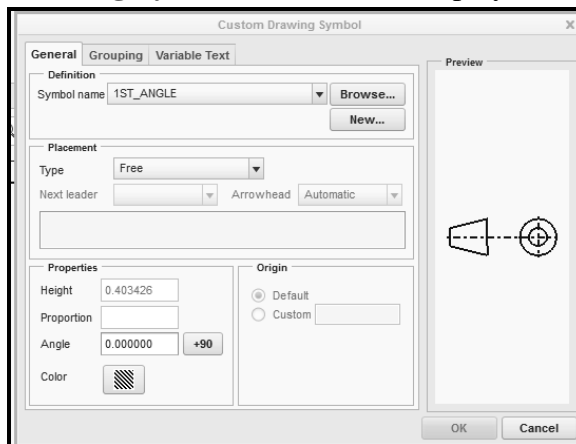 Custom Drawing Symbol X
General Grouping Variable Text
Definition
Symbol name 1ST_ANGLE Browse...
New...
Placement
Type Free
Next leader Arrowhead Automatic
Properties
Height 0.403426
Proportion
Angle 0.000000 +90
Color
Origin
Default
Custom
Preview
OK Cancel